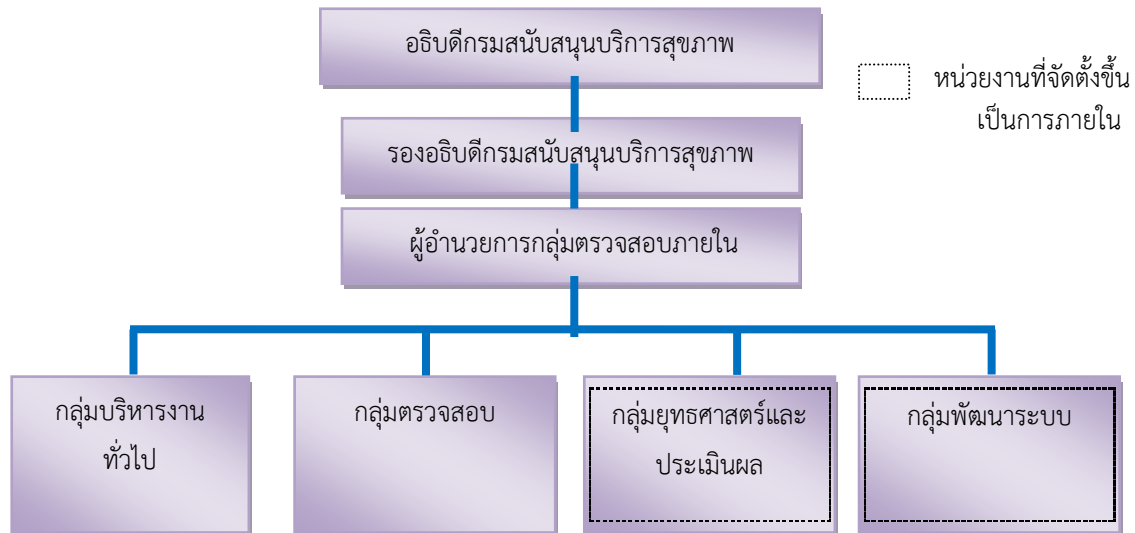 อธิบดีกรมสนับสนุนบริการสุขภาพ
หน่วยงานที่จัดตั้งขึ้น
เป็นการภายใน
รองอธิบดีกรมสนับสนุนบริการสุขภาพ
ผู้อำนวยการกลุ่มตรวจสอบภายใน
กลุ่มบริหารงาน
ทั่วไป
กลุ่มตรวจสอบ
กลุ่มยุทธศาสตร์และ
ประเมินผล
กลุ่มพัฒนาระบบ